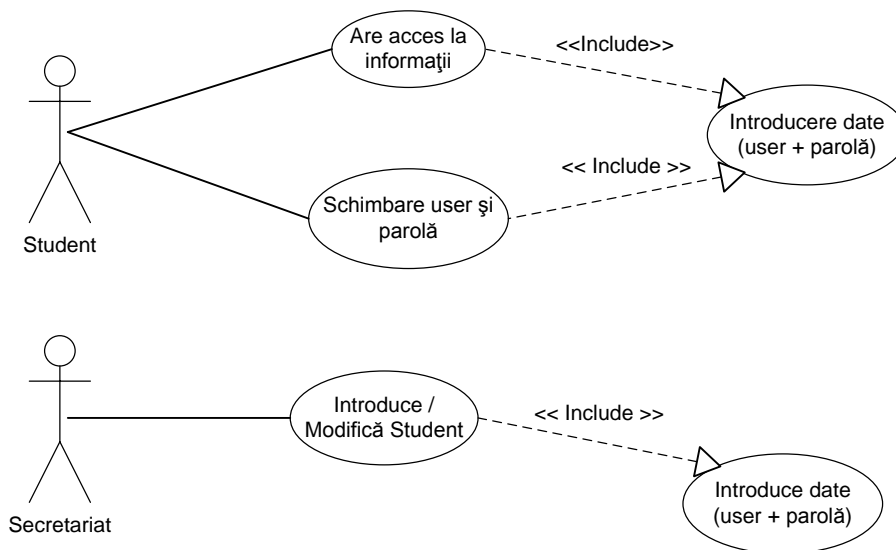 Are acces la
informaţii
<<Include>>
Introducere date
(user + parolă)
<< Include >>
Schimbare user şi
parolă
Student
Introduce /
Modifică Student
<< Include >>
Introduce date
(user + parolă)
Secretariat